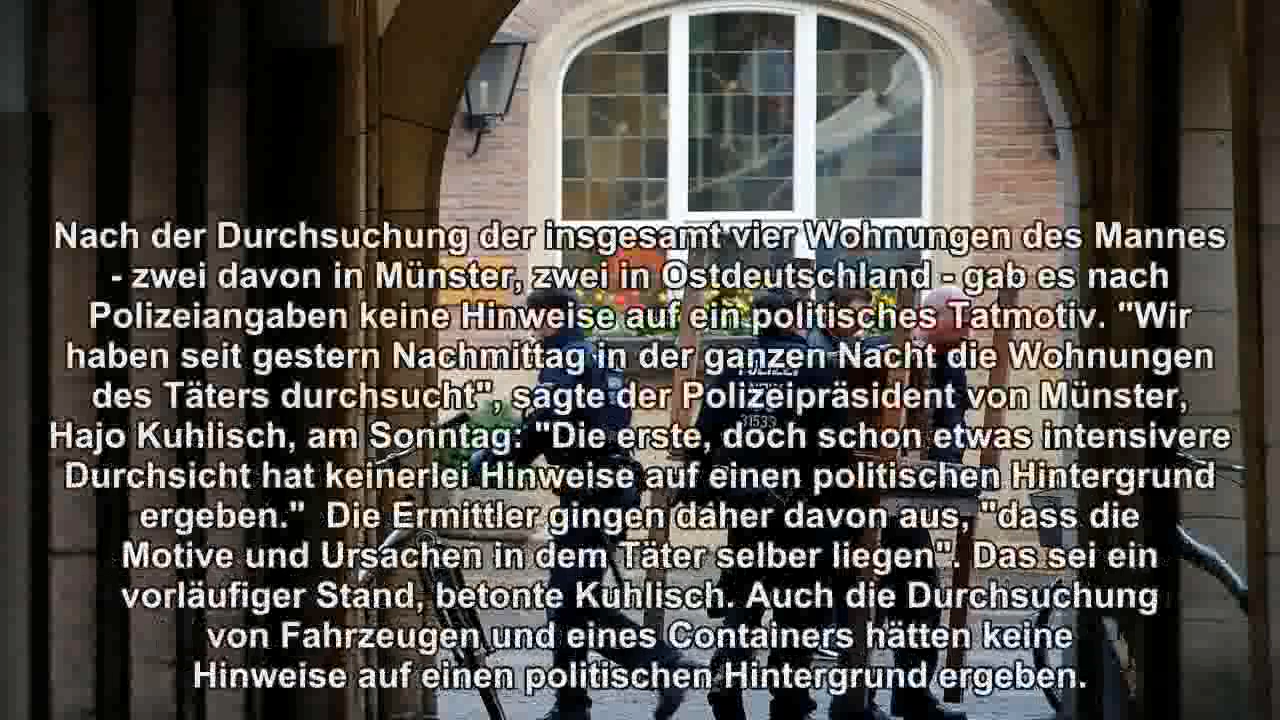 Nach der Durchsuchung der insgesamt vier Wohnungen des Mannes
- zwei davon in Münster, zwei in Ostdeutschland - gab es nach
Polizeiangaben keine Hinweise auf ein politisches Tatmotiv. "Wir
haben seit gestern Nachmittag in der ganzen Nacht die Wohnungen
des Täters durchsucht", sagte der Polizeipräsident von Münster,
Hajo Kuhlisch, am Sonntag: "Die erste, doch schon etwas intensivere
Durchsicht hat keinerlei Hinweise auf einen politischen Hintergrund
ergeben."  Die Ermittler gingen daher davon aus, "dass die
Motive und Ursachen in dem Täter selber liegen". Das sei ein
vorläufiger Stand, betonte Kuhlisch. Auch die Durchsuchung
von Fahrzeugen und eines Containers hätten keine
Hinweise auf einen politischen Hintergrund ergeben.
POLIZEI
31533